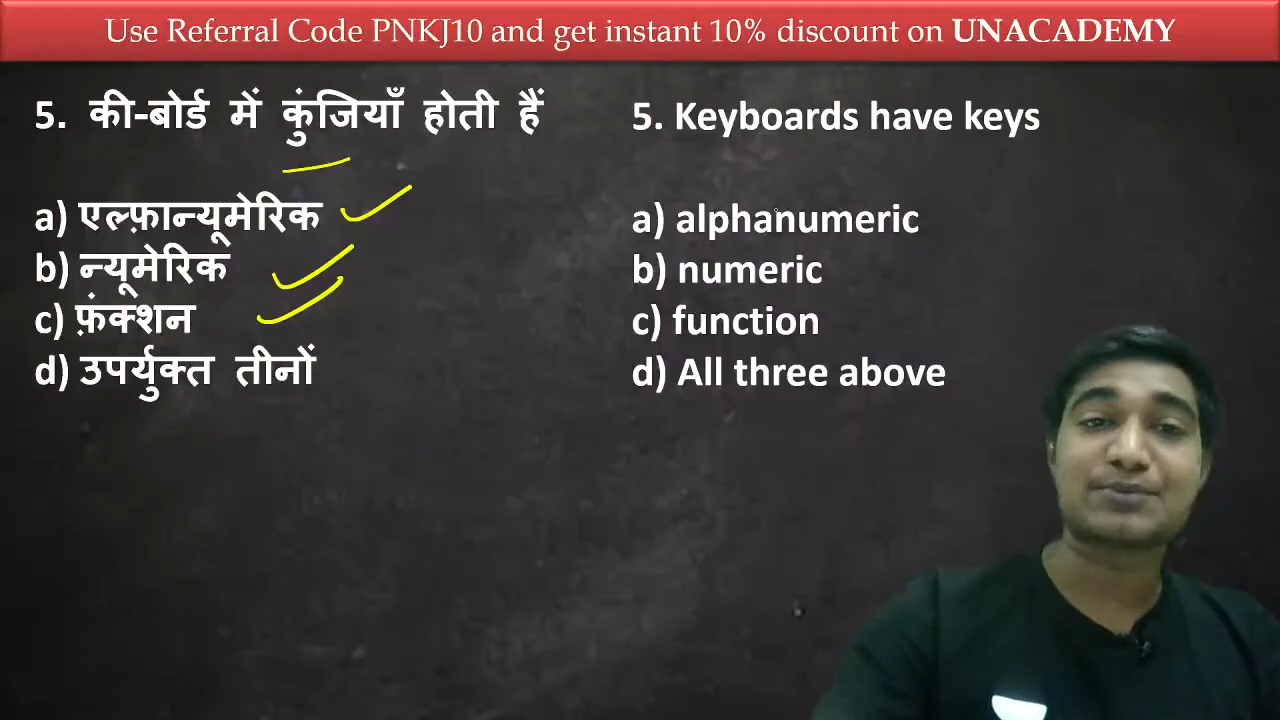 Use Referral Code PNKJ10 and get instant 10% discount on UNACADEMY
5. की-बोर्ड में कुंजियाँ होती हैं
a) एल्फ़ान्यूमेरिक
b) न्यूमेरिक
c) फ़ंक्शन
d) उपर्युक्त तीनों
5. Keyboards have keys
a) alphanumeric
b) numeric
c) function
d) All three above